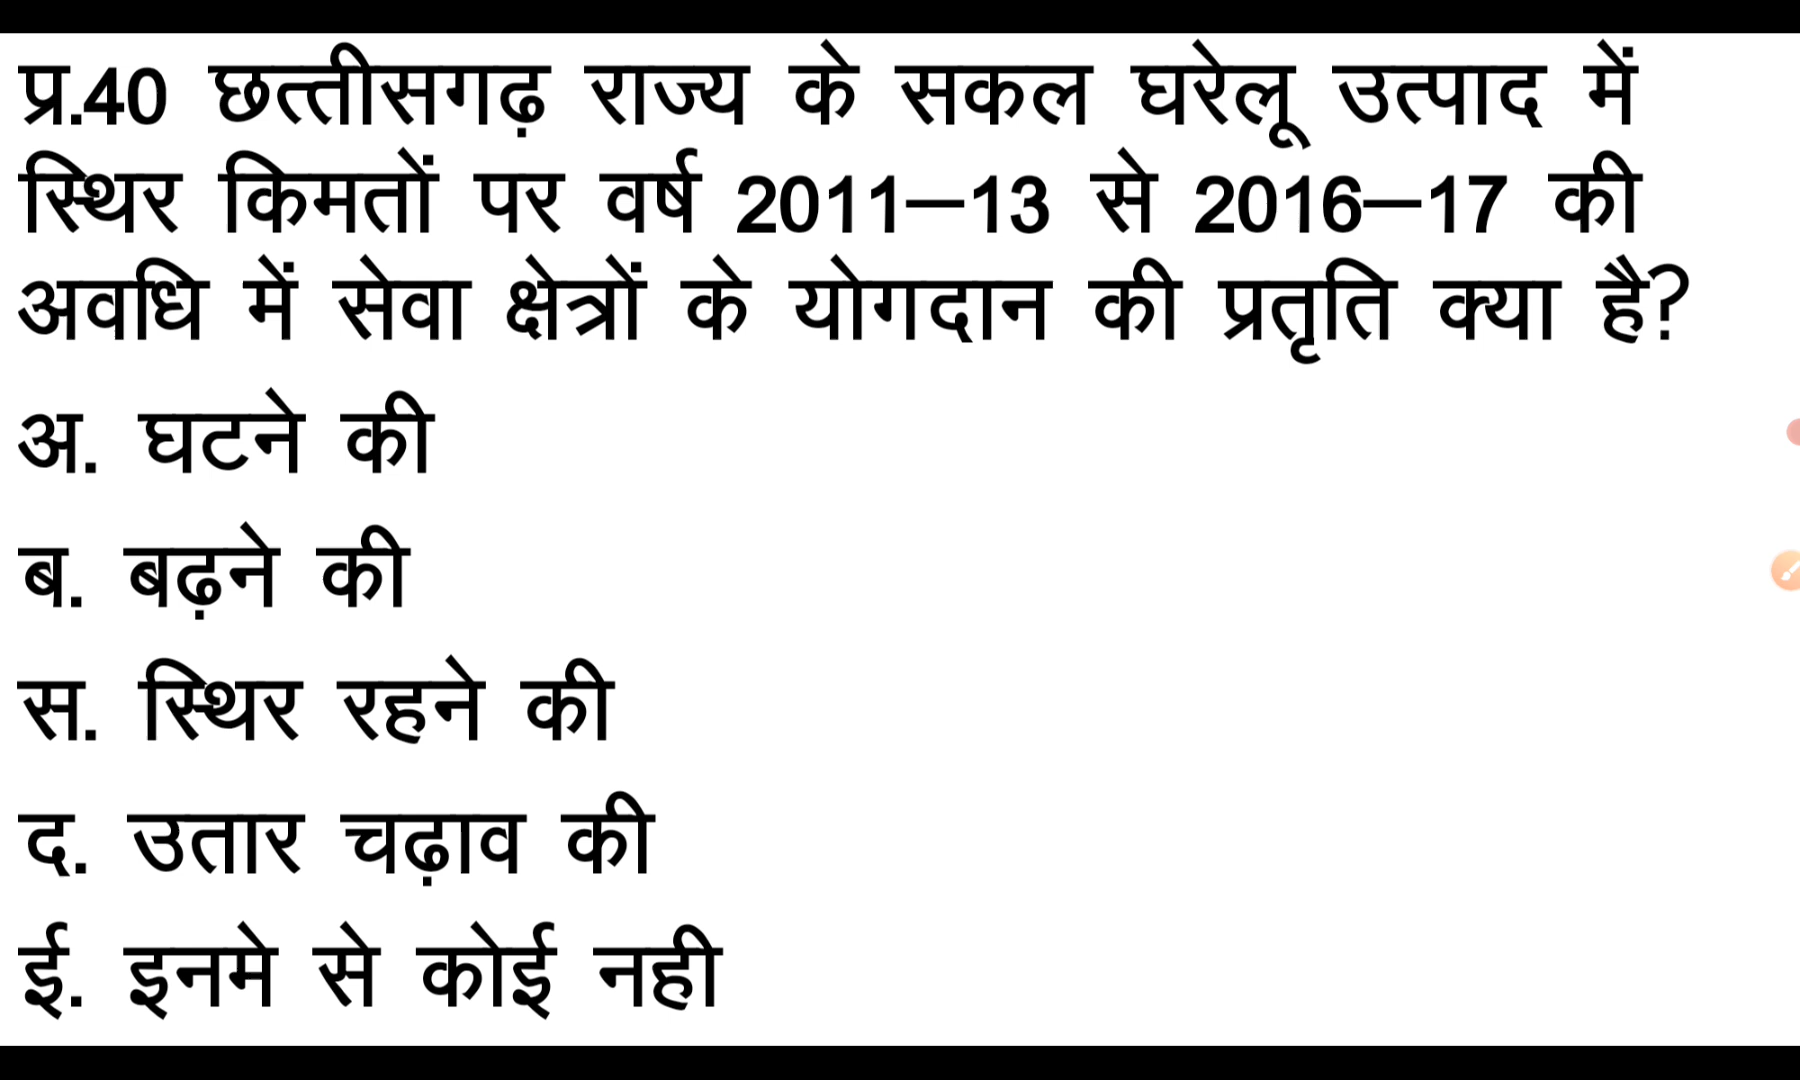 प्र.40 छत्तीसगढ़ राज्य के सकल घरेलू उत्पाद में
स्थिर किमतों पर वर्ष 2011–13 से 2016–17 की
अवधि में सेवा क्षेत्रों के योगदान की प्रतृति क्या है?
अ. घटने की
ब. बढ़ने की
स. स्थिर रहने की
द. उतार चढ़ाव की
ई. इनमे से कोई नही